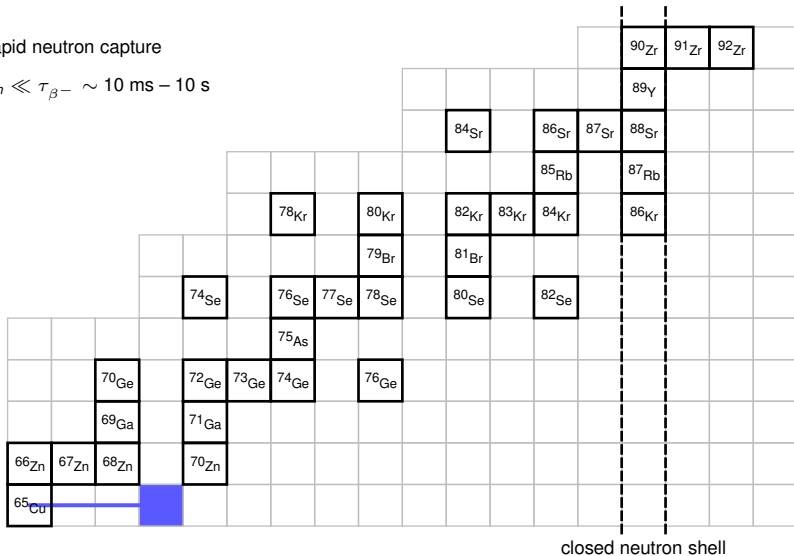 apid neutron capture
≪ τβ− ∼ 10 ms – 10 s
90Zr 91Zr 92Zr
89Y
84Sr 86Sr 87Sr 88Sr
85Rb 87Rb
78Kr 80Kr 82Kr 83Kr 84Kr 86Kr
79Br 81Br
74Se 76Se 77Se 78Se 80Se 82Se
75As
70Ge 72Ge 73Ge 74Ge 76Ge
69Ga 71Ga
66Zn 67Zn 68Zn 70Zn
65Cu
closed neutron shell